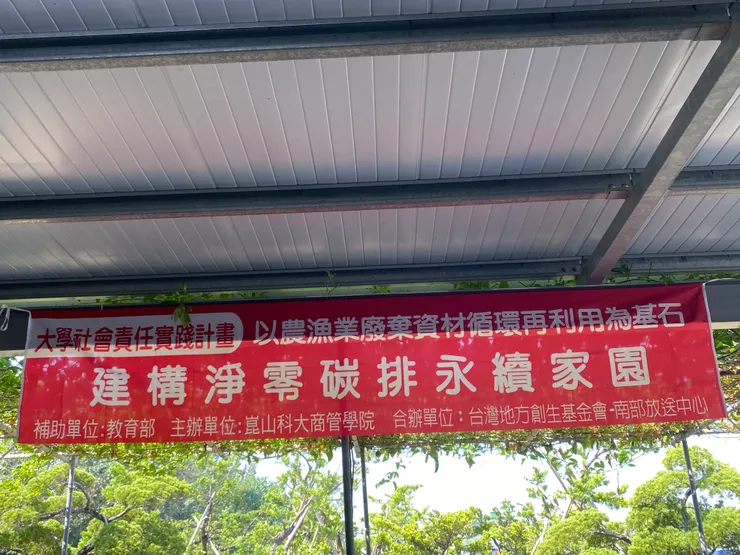 大學社會責任實踐計畫 以農漁業廢棄資材循環再利用為基石
建構淨零碳排永續家園
補助單位:教育部 主辦單位:崑山科大商管學院 合辦單位:台灣地方創生基金會-南部放送中心